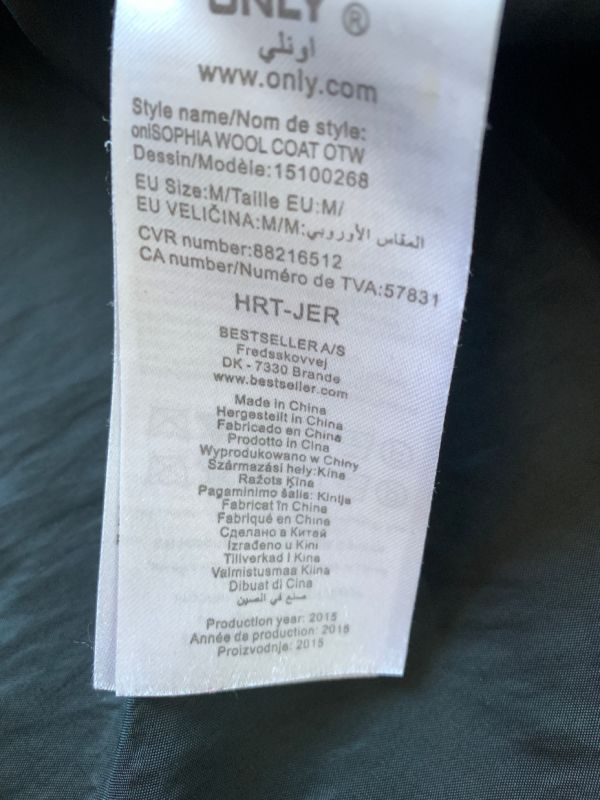 ONLY ®
اونلي
www.only.com
Style name/Nom de style:
onlSOPHIA WOOL COAT OTW
Dessin/Modèle:15100268
EU Size:M/Taille EU:M/
EU VELIČINA:M/M:المقاس الأوروبي
CVR number:88216512
CA number/Numéro de TVA:57831
HRT-JER
BESTSELLER A/S
Fredsskovvej
DK - 7330 Brande
www.bestseller.com
Made in China
Hergestellt in China
Fabricado en China
Prodotto in Cina
Wyprodukowano w Chiny
Származási hely:Kína
Ražots Ķīna
Pagaminimo šalis: Kinija
Fabricat în China
Fabriqué en China
Сделано в Китай
Izrađeno u Kini
Tillverkad I Kina
Valmistusmaa Kiina
Dibuat di Cina
صنع في الصين
Production year: 2015
Année de production: 2015
Proizvodnje: 2015